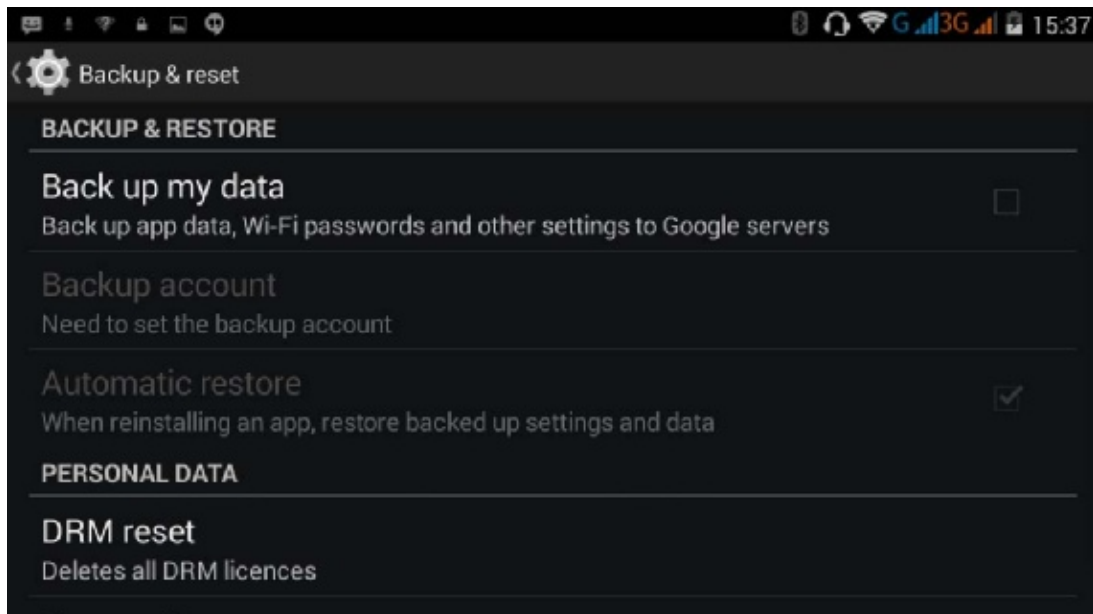 G 3G 15:37
Backup & reset
BACKUP & RESTORE
Back up my data
Back up app data, Wi-Fi passwords and other settings to Google servers
Backup account
Need to set the backup account
Automatic restore
When reinstalling an app, restore backed up settings and data
PERSONAL DATA
DRM reset
Deletes all DRM licences